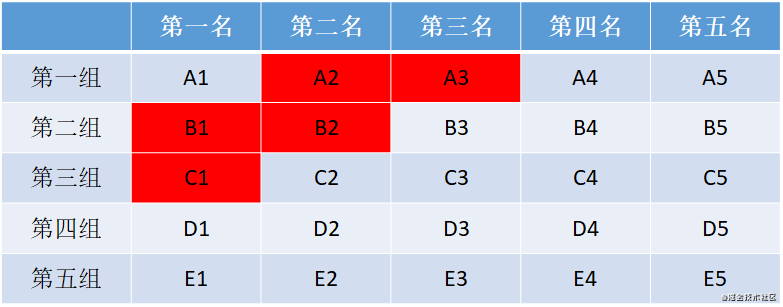 第一名 第二名 第三名 第四名 第五名
第一组 A1 A2 A3 A4 A5
第二组 B1 B2 B3 B4 B5
第三组 C1 C2 C3 C4 C5
第四组 D1 D2 D3 D4 D5
第五组 E1 E2 E3 E4 E5
@掘金技术社区